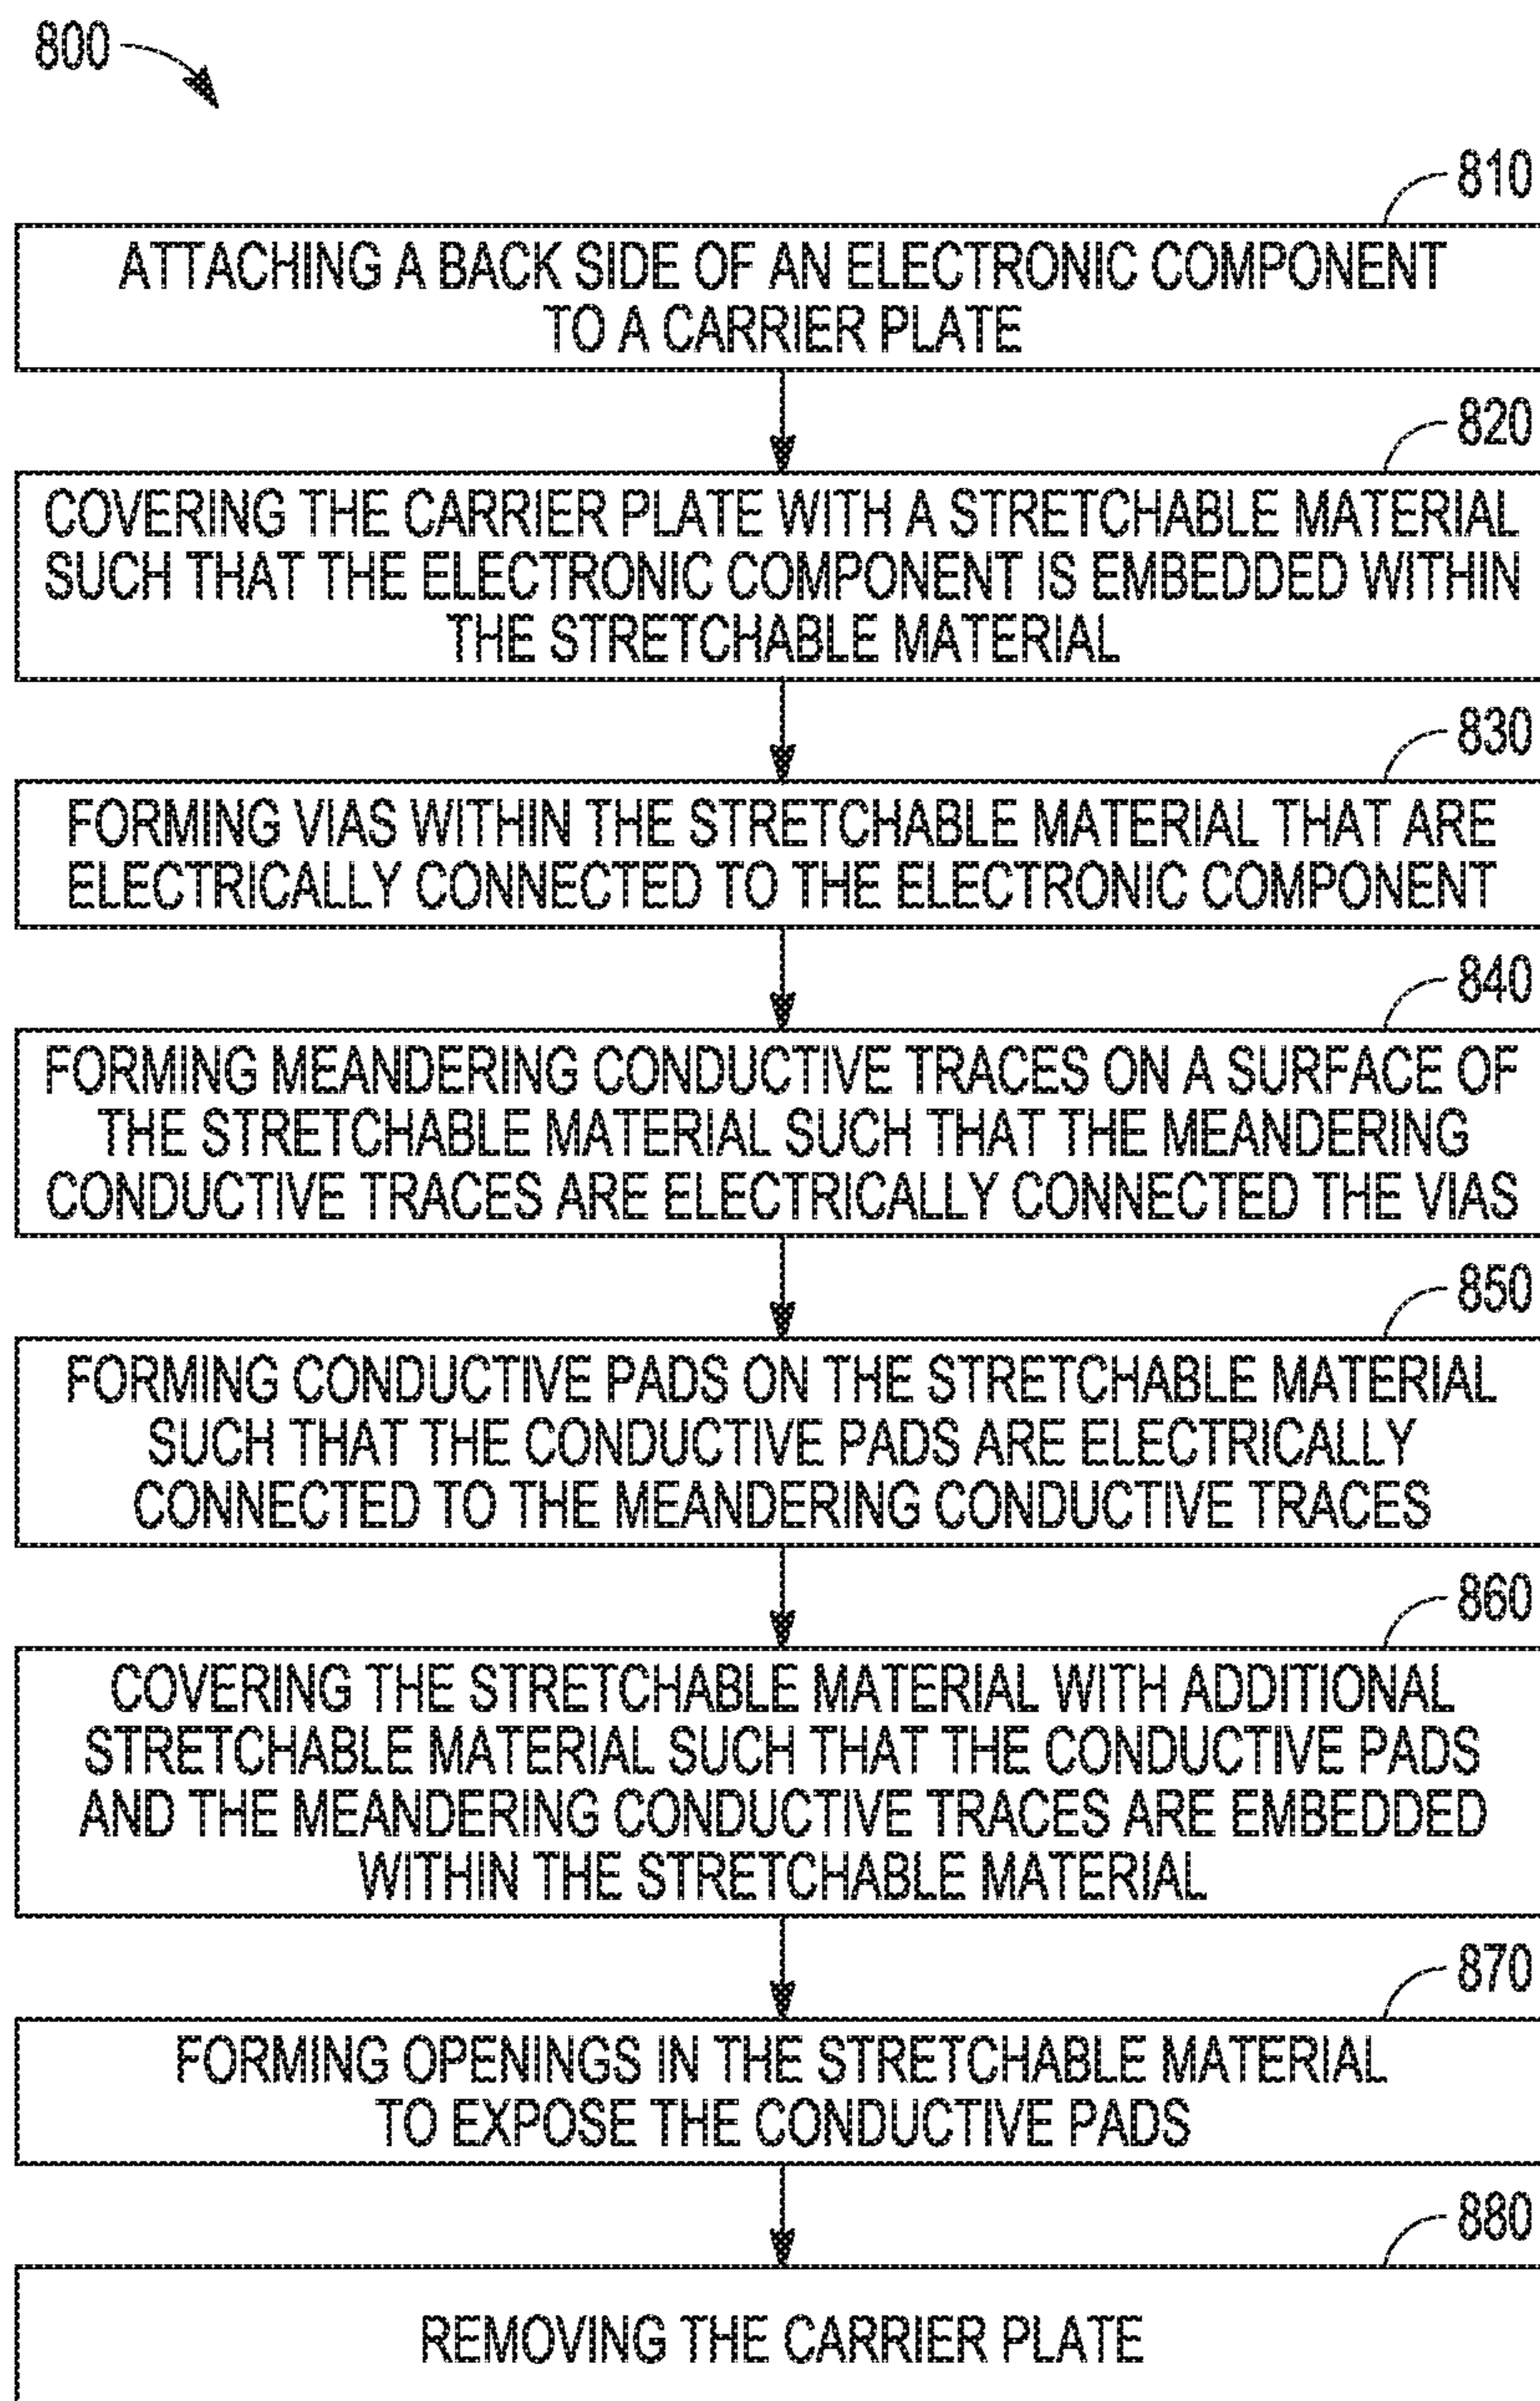 800
810
ATTACHING A BACK SIDE OF AN ELECTRONIC COMPONENT
TO A CARRIER PLATE
820
COVERING THE CARRIER PLATE WITH A STRETCHABLE MATERIAL
SUCH THAT THE ELECTRONIC COMPONENT IS EMBEDDED WITHIN
THE STRETCHABLE MATERIAL
830
FORMING VIAS WITHIN THE STRETCHABLE MATERIAL THAT ARE
ELECTRICALLY CONNECTED TO THE ELECTRONIC COMPONENT
840
FORMING MEANDERING CONDUCTIVE TRACES ON A SURFACE OF
THE STRETCHABLE MATERIAL SUCH THAT THE MEANDERING
CONDUCTIVE TRACES ARE ELECTRICALLY CONNECTED THE VIAS
850
FORMING CONDUCTIVE PADS ON THE STRETCHABLE MATERIAL
SUCH THAT THE CONDUCTIVE PADS ARE ELECTRICALLY
CONNECTED TO THE MEANDERING CONDUCTIVE TRACES
860
COVERING THE STRETCHABLE MATERIAL WITH ADDITIONAL
STRETCHABLE MATERIAL SUCH THAT THE CONDUCTIVE PADS
AND THE MEANDERING CONDUCTIVE TRACES ARE EMBEDDED
WITHIN THE STRETCHABLE MATERIAL
870
FORMING OPENINGS IN THE STRETCHABLE MATERIAL
TO EXPOSE THE CONDUCTIVE PADS
880
REMOVING THE CARRIER PLATE